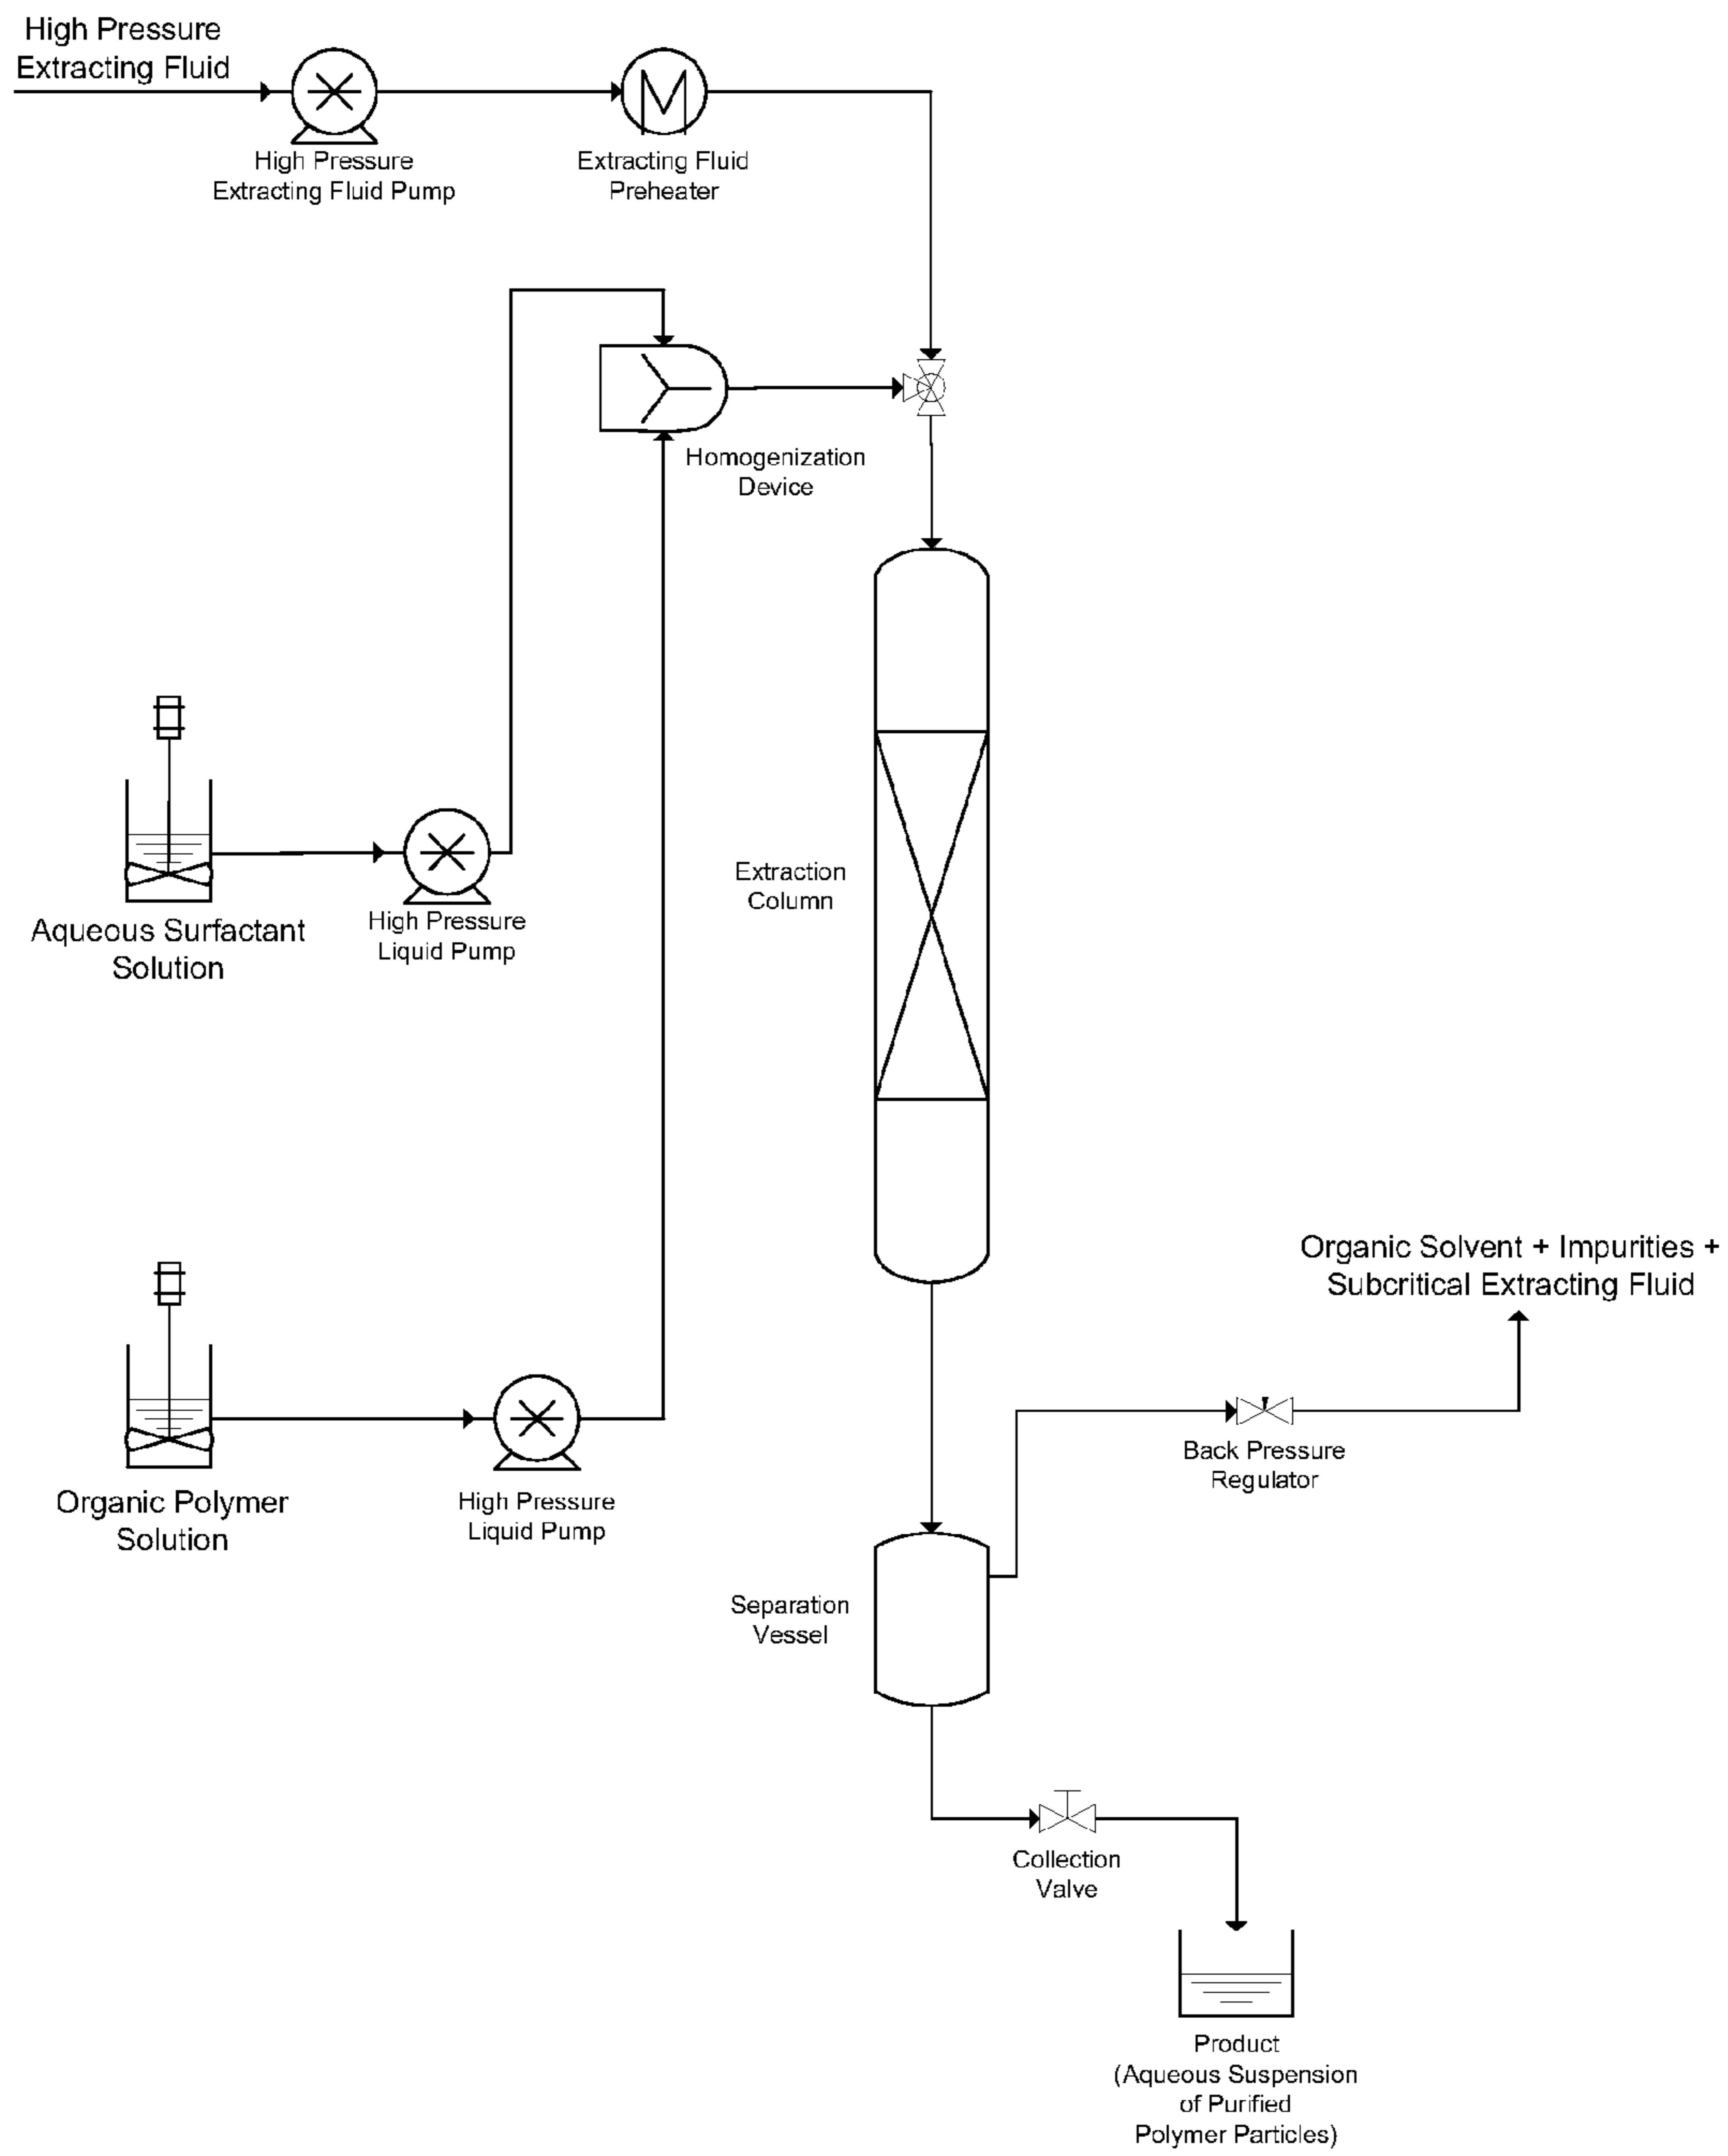 High Pressure
Extracting Fluid
High Pressure
Extracting Fluid Pump
Extracting Fluid
Preheater
Homogenization
Device
Extraction
Column
Aqueous Surfactant
Solution
High Pressure
Liquid Pump
Organic Solvent + Impurities +
Subcritical Extracting Fluid
Back Pressure
Regulator
Organic Polymer
Solution
High Pressure
Liquid Pump
Separation
Vessel
Collection
Valve
Product
(Aqueous Suspension
of Purified
Polymer Particles)